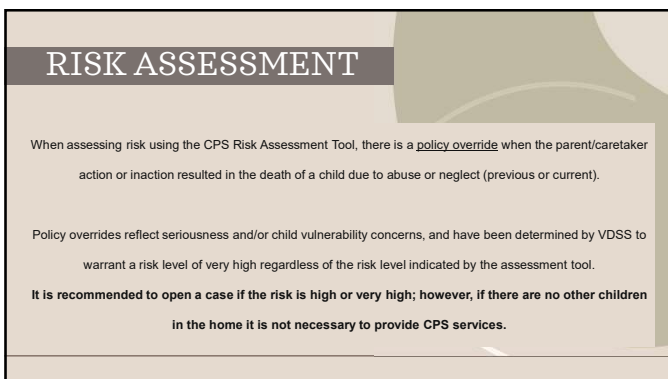 RISK ASSESSMENT
When assessing risk using the CPS Risk Assessment Tool, there is a policy override when the parent/caretaker
action or inaction resulted in the death of a child due to abuse or neglect (previous or current).
Policy overrides reflect seriousness and/or child vulnerability concerns, and have been determined by VDSS to
warrant a risk level of very high regardless of the risk level indicated by the assessment tool.
It is recommended to open a case if the risk is high or very high; however, if there are no other children
in the home it is not necessary to provide CPS services.